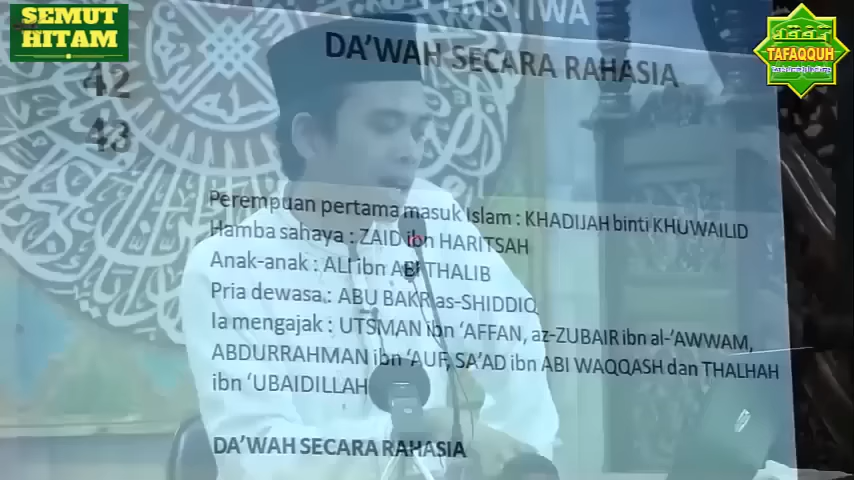 SEMUT
HITAM
PERISTIWA
TAFAQQUH
DA'WAH SECARA RAHASIA
42
43
Perempuan pertama masuk Islam : KHADIJAH binti KHUWAILID
Hamba sahaya : ZAID ibn HARITSAH
Anak-anak : ALI ibn ABI THALIB
Pria dewasa : ABU BAKR as-SHIDDIQ
Ia mengajak : UTSMAN ibn 'AFFAN, az-ZUBAIR ibn al-'AWWAM,
ABDURRAHMAN ibn 'AUF, SA'AD ibn ABI WAQQASH dan THALHAH
ibn 'UBAIDILLAH
DA'WAH SECARA RAHASIA